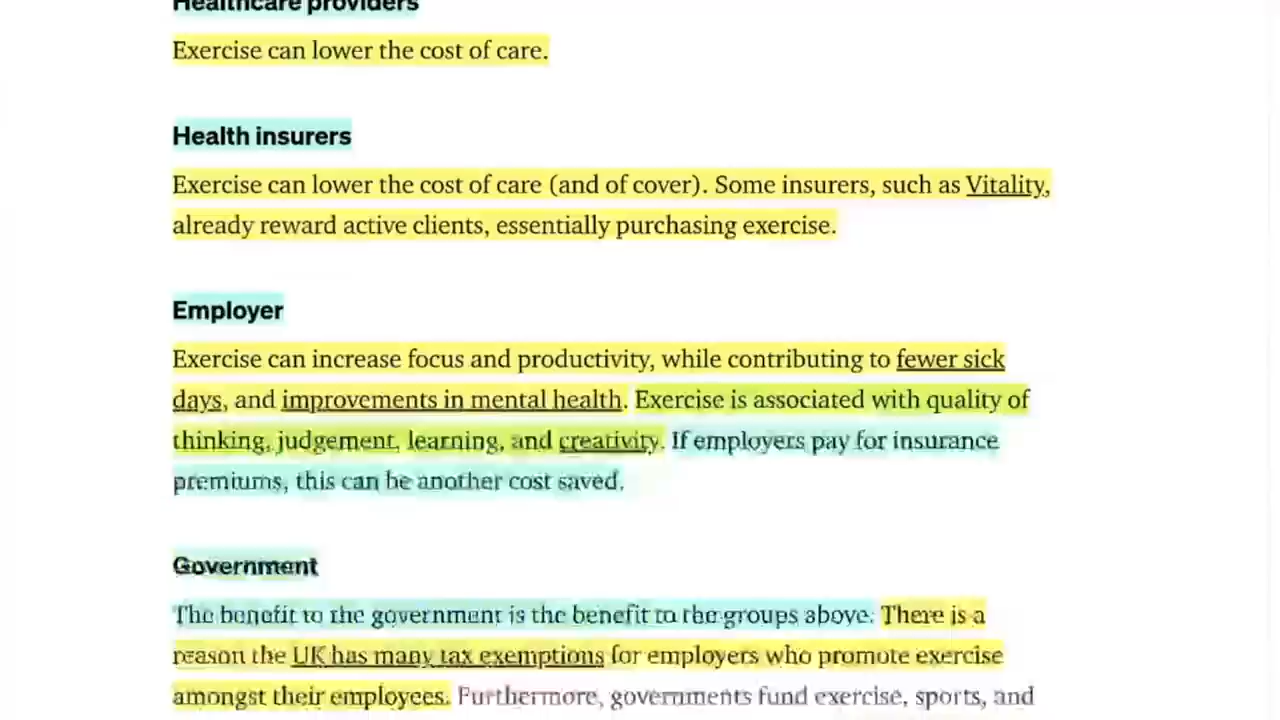 Healthcare providers
Exercise can lower the cost of care.
Health insurers
Exercise can lower the cost of care (and of cover). Some insurers, such as Vitality,
already reward active clients, essentially purchasing exercise.
Employer
Exercise can increase focus and productivity, while contributing to fewer sick
days, and improvements in mental health. Exercise is associated with quality of
thinking, judgement, learning, and creativity. If employers pay for insurance
premiums, this can be another cost saved.
Government
The benefit to the government is the benefit to the groups above. There is a
reason the UK has many tax exemptions for employers who promote exercise
amongst their employees. Furthermore, governments fund exercise, sports, and